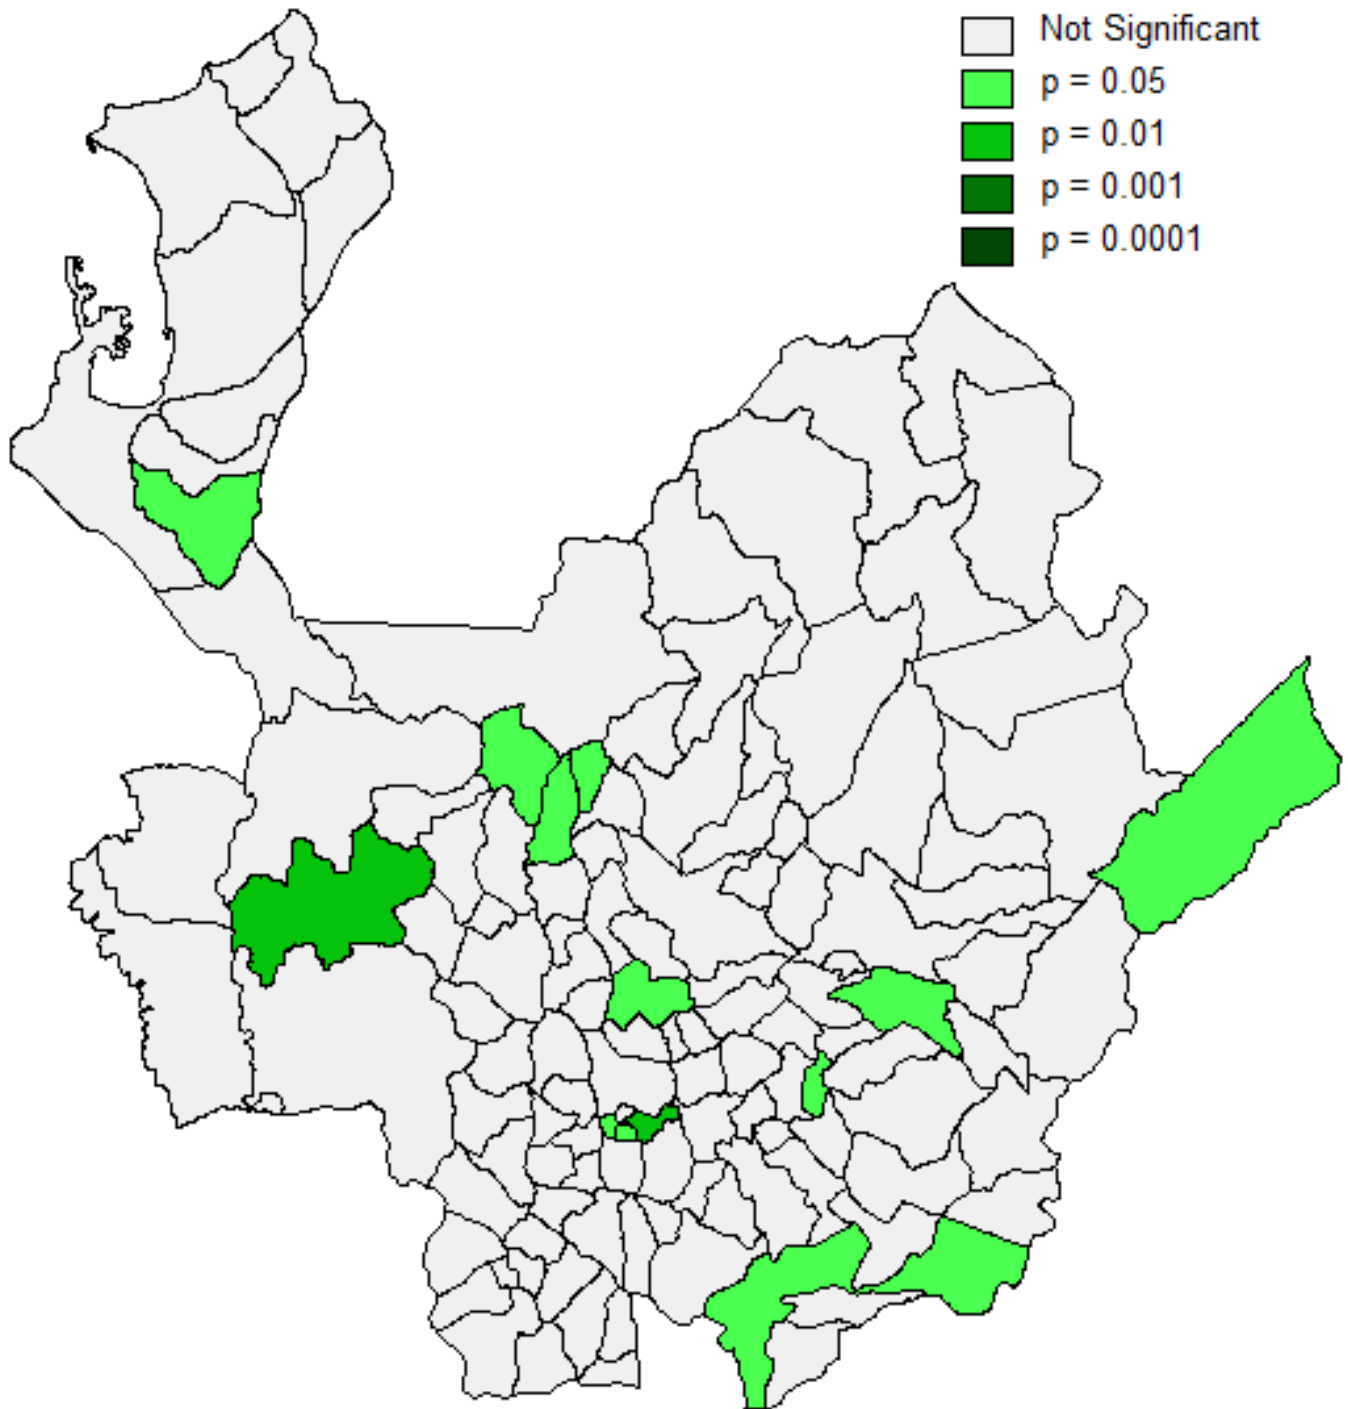 Not Significant
p = 0.05
p = 0.01
p = 0.001
p = 0.0001